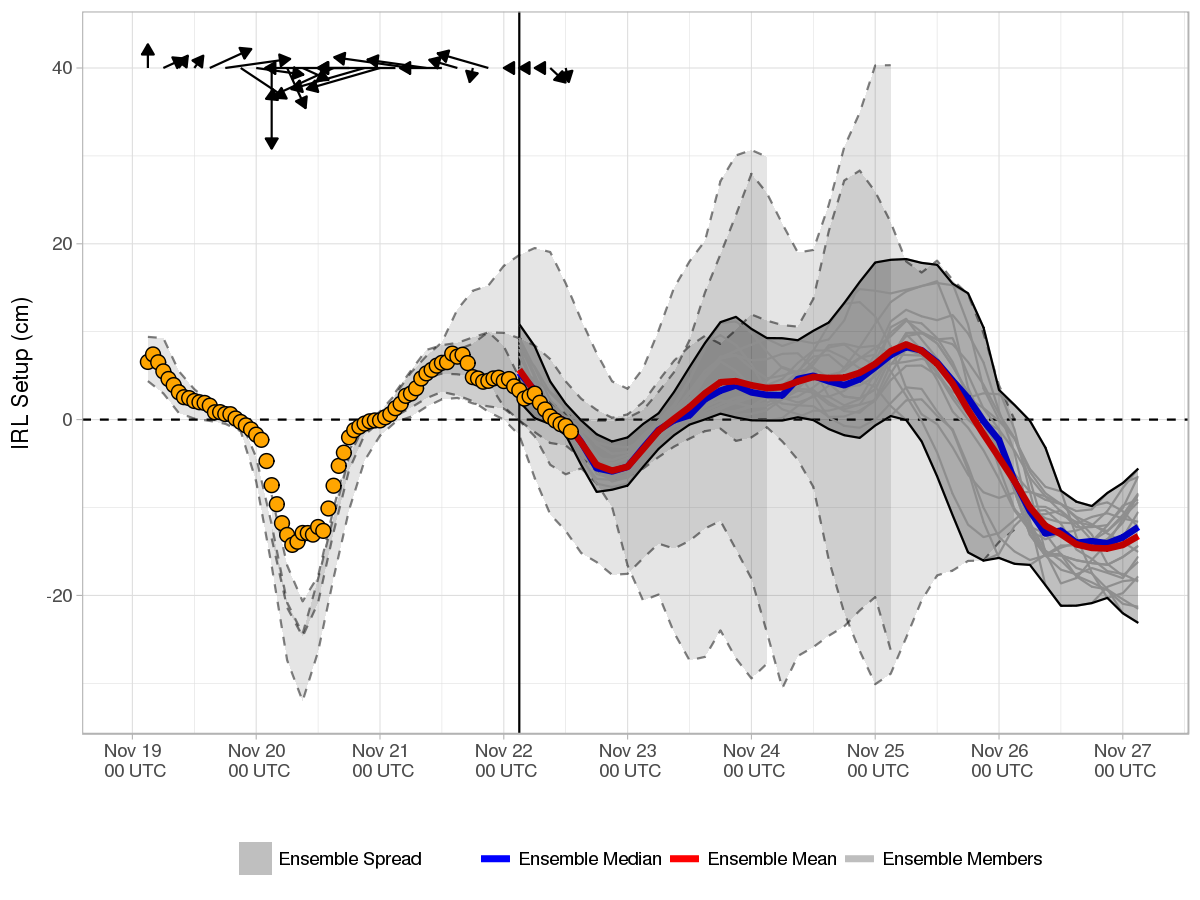 IRL Setup (cm)
40
20
0
-20
Nov 19
00 UTC
Nov 20
00 UTC
Nov 21
00 UTC
Nov 22
00 UTC
Nov 23
00 UTC
Nov 24
00 UTC
Nov 25
00 UTC
Nov 26
00 UTC
Nov 27
00 UTC
Ensemble Spread
Ensemble Median
Ensemble Mean
Ensemble Members